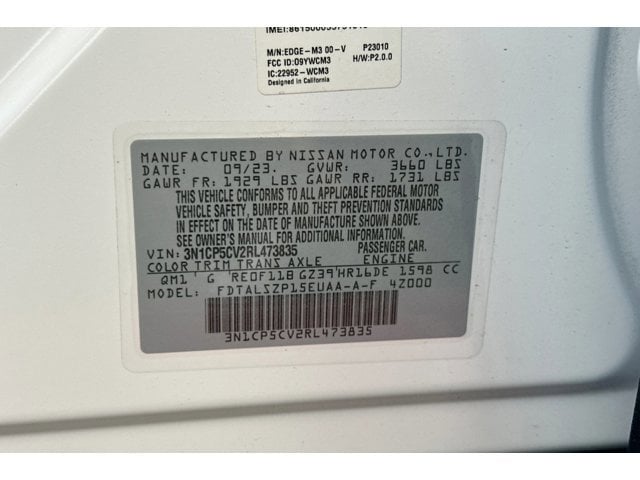 M/N:EDGE-M3 00-V P23010
FCC ID:O9YWCM3 H/W:P2.0.0
IC:22952-WCM3
Designed in California
MANUFACTURED BY NISSAN MOTOR CO.,LTD.
DATE: 09/23. GVWR: 3660 LBS
GAWR FR: 1929 LBS GAWR RR: 1731 LBS
THIS VEHICLE CONFORMS TO ALL APPLICABLE FEDERAL MOTOR
VEHICLE SAFETY, BUMPER AND THEFT PREVENTION STANDARDS
IN EFFECT ON THE DATE OF MANUFACTURE SHOWN ABOVE.
SEE OWNER'S MANUAL FOR ADDITIONAL INFORMATION.
VIN: 3N1CP5CV2RL473835 PASSENGER CAR.
COLOR TRIM TRANS AXLE ENGINE
QM1 G RE0F11B GZ39 HR16DE 1598 CC
MODEL: FDTALSZP15EUAA-A-F 4Z000
3N1CP5CV2RL473835